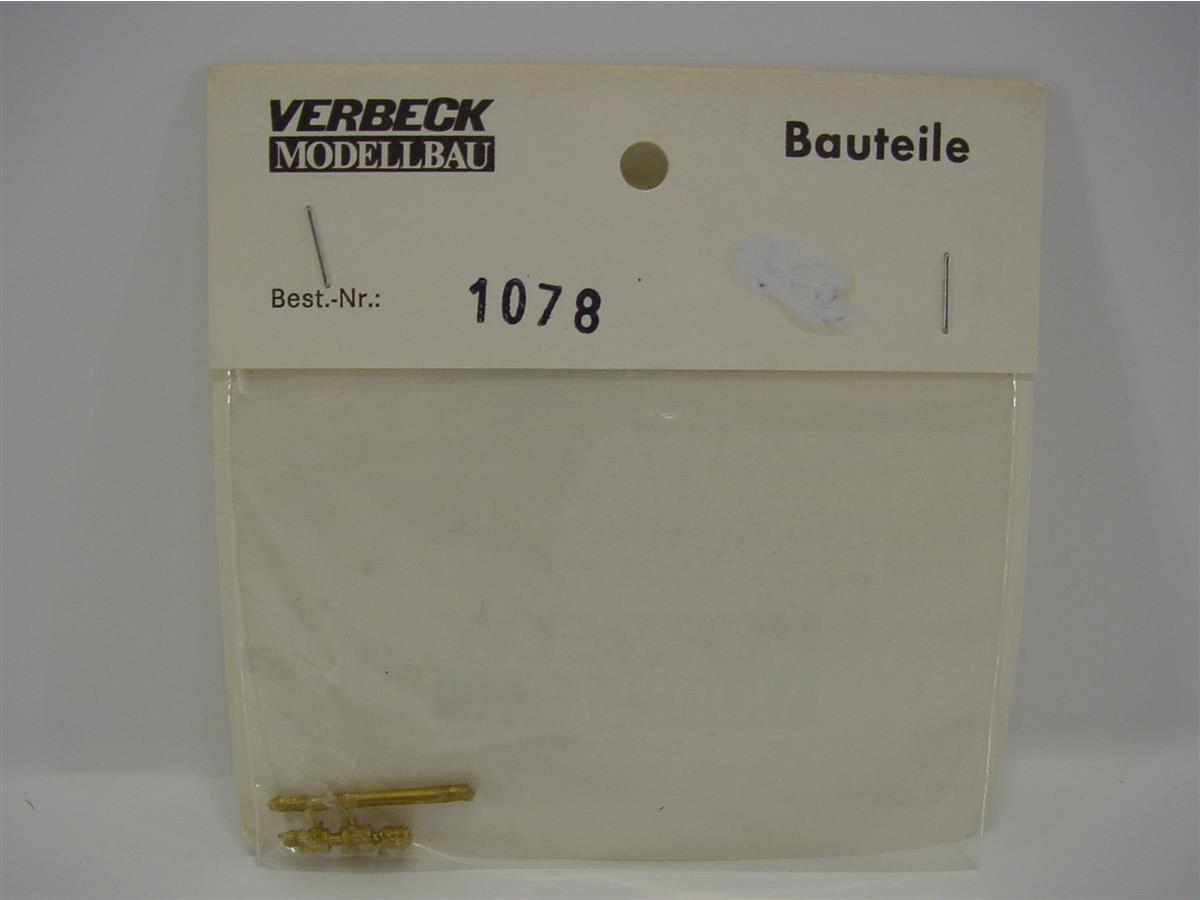 VERBECK
MODELLBAU
Bauteile
Best.-Nr.: 1078